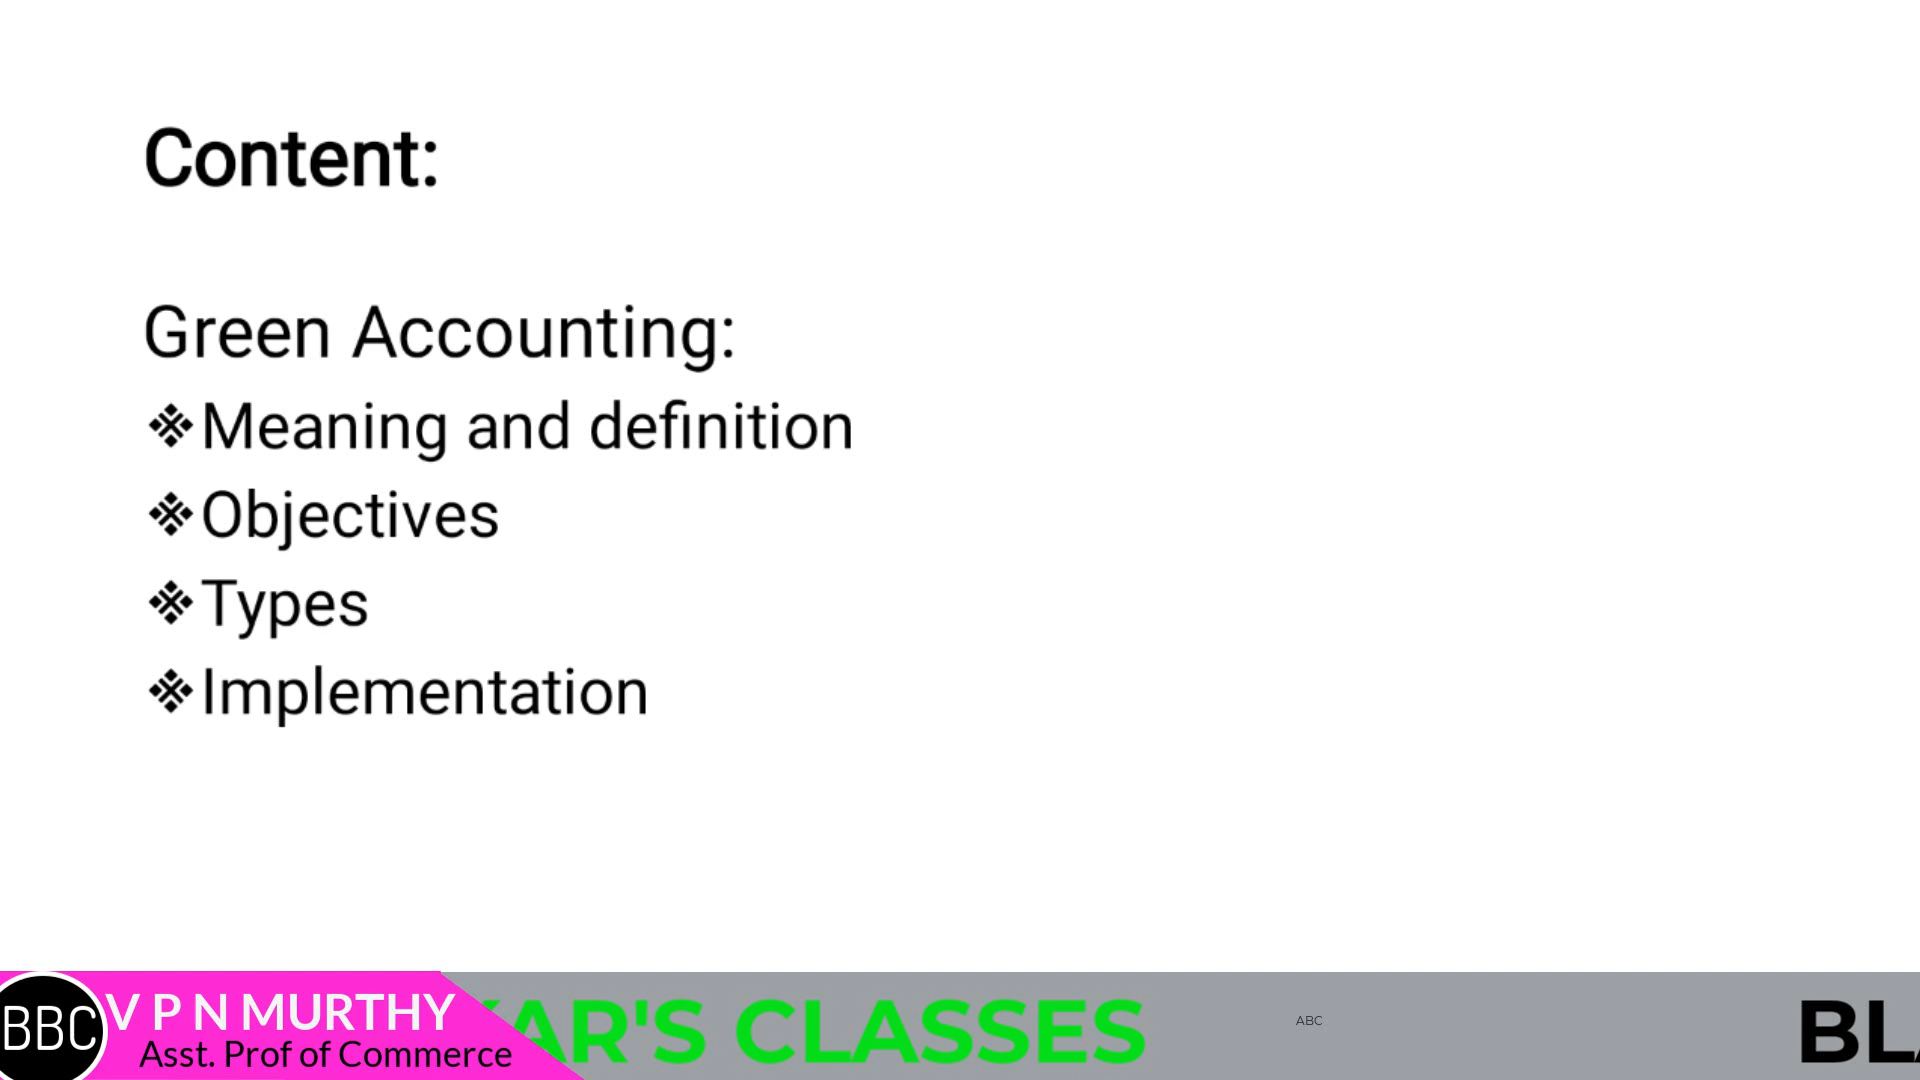 Content:
Green Accounting:
❖Meaning and definition
❖Objectives
❖Types
❖Implementation
BBC
V P N MURTHY
Asst. Prof of Commerce
AR'S CLASSES
ABC
BL